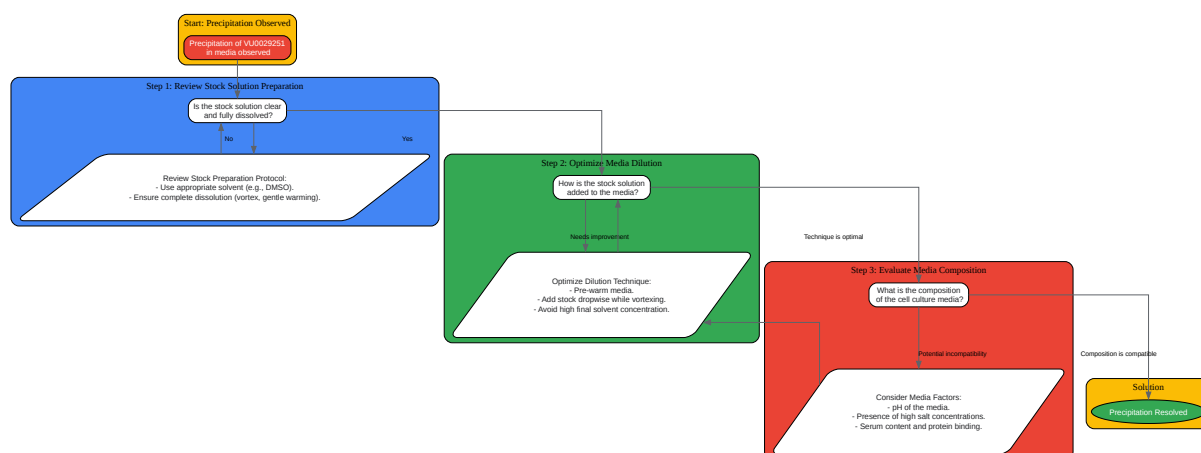 Start: Precipitation Observed
Precipitation of VU0029251
in media observed
Step 1: Review Stock Solution Preparation
Is the stock solution clear
and fully dissolved?
No
Yes
Review Stock Preparation Protocol:
- Use appropriate solvent (e.g., DMSO).
- Ensure complete dissolution (vortex, gentle warming).
Step 2: Optimize Media Dilution
How is the stock solution
added to the media?
Needs improvement
Technique is optimal
Optimize Dilution Technique:
- Pre-warm media.
- Add stock dropwise while vortexing.
- Avoid high final solvent concentration.
Step 3: Evaluate Media Composition
What is the composition
of the cell culture media?
Potential incompatibility
Composition is compatible
Consider Media Factors:
- pH of the media.
- Presence of high salt concentrations.
- Serum content and protein binding.
Solution
Precipitation Resolved